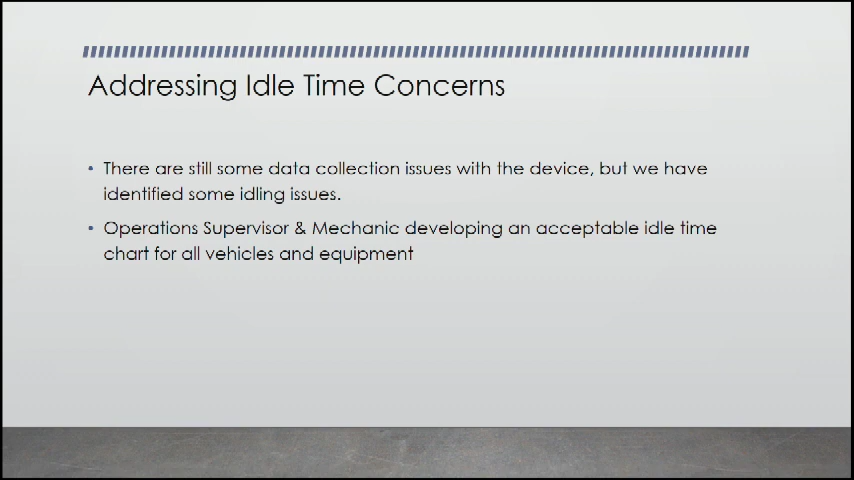 Addressing Idle Time Concerns
• There are still some data collection issues with the device, but we have
identified some idling issues.
• Operations Supervisor & Mechanic developing an acceptable idle time
chart for all vehicles and equipment